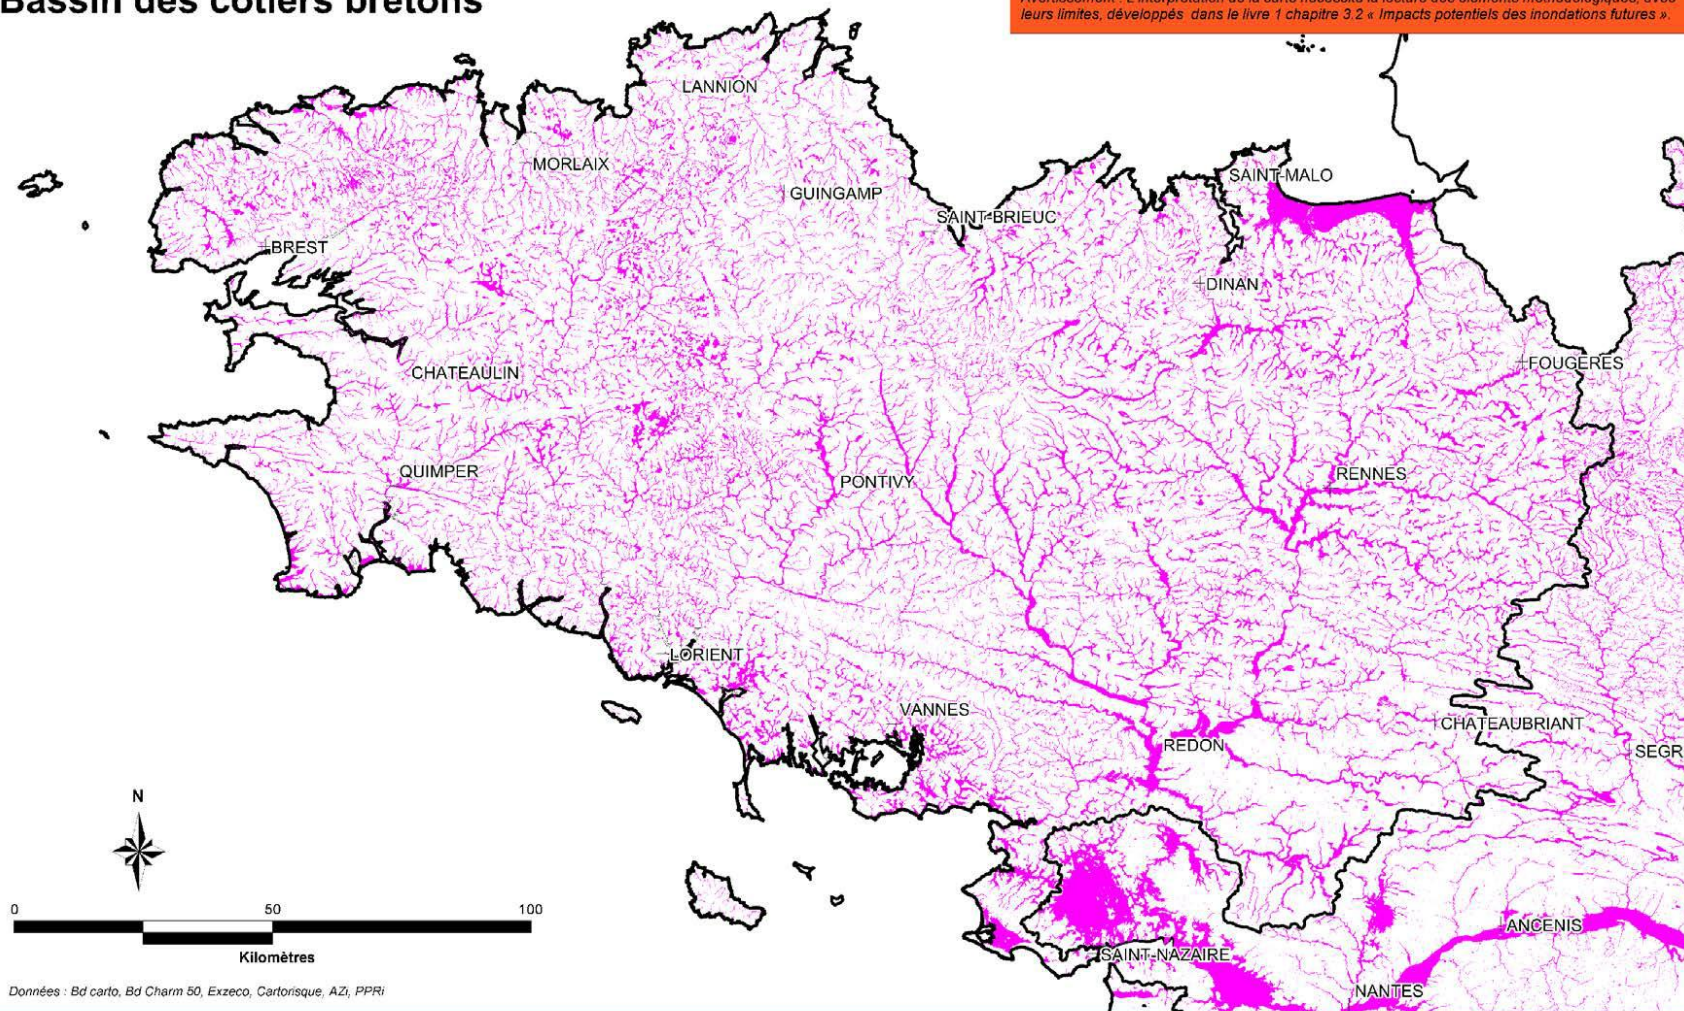 Bassin des côtiers bretons
leurs limites, développés dans le livre 1 chapitre 3.2 « Impacts potentiels des inondations futures ».
LANNION
MORLAIX
SAINT-MALO
GUINGAMP
SAINT-BRIEUC
BREST
DINAN
FOUGERES
CHATEAULIN
QUIMPER
RENNES
PONTIVY
LORIENT
VANNES
CHATEAUBRIANT
REDON
SEGR
N
0 50 100
ANCENIS
Kilomètres
SAINT-NAZAIRE
NANTES
Données : Bd carto, Bd Charm 50, Exzeco, Cartorisque, AZi, PPRi